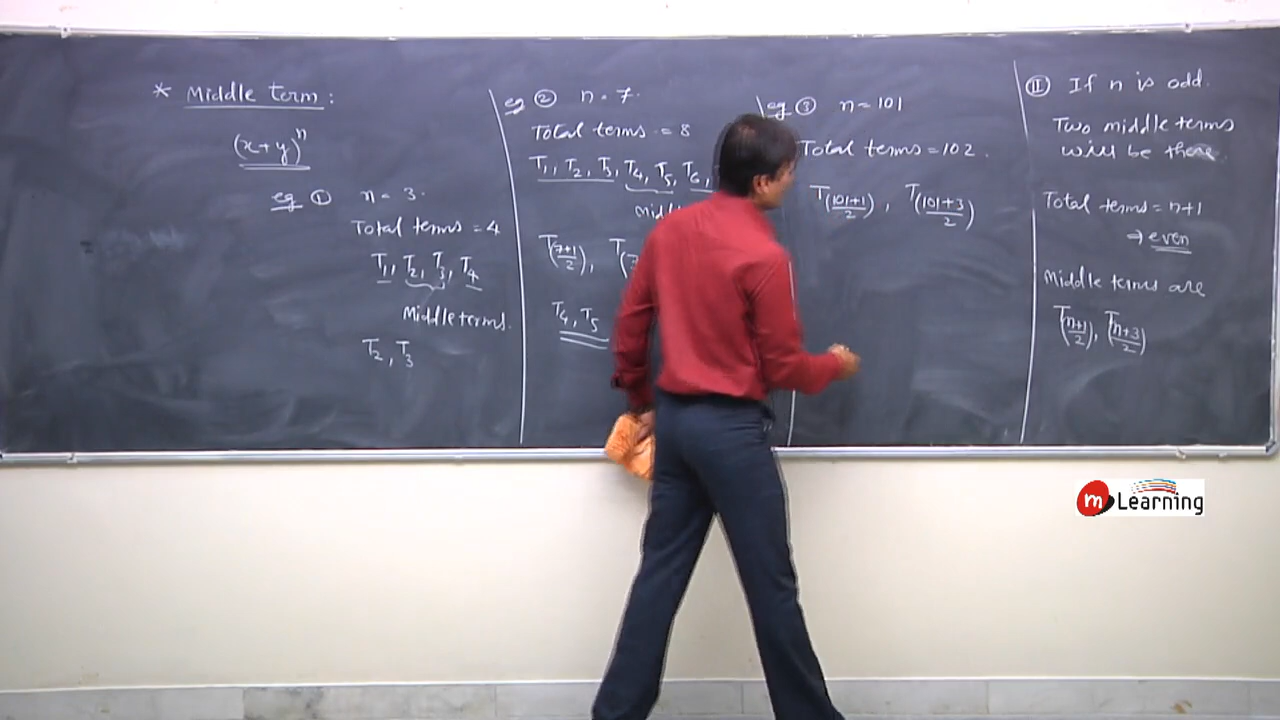 * Middle term :
(x+y)^n
eg ① n = 3.
Total terms = 4
T₁, T₂, T₃, T₄
Middle terms.
T₂, T₃
eg ② n = 7.
Total terms = 8
T₁, T₂, T₃, T₄, T₅, T₆,
T(7+1/2), T(7
T₄, T₅
eg ③ n = 101
Total terms = 102.
T(101+1/2), T(101+3/2)
Ⅱ If n is odd.
Two middle terms
will be there.
Total terms = n+1
⇒ even
Middle terms are
T(n+1/2), T(n+3/2)
m Learning